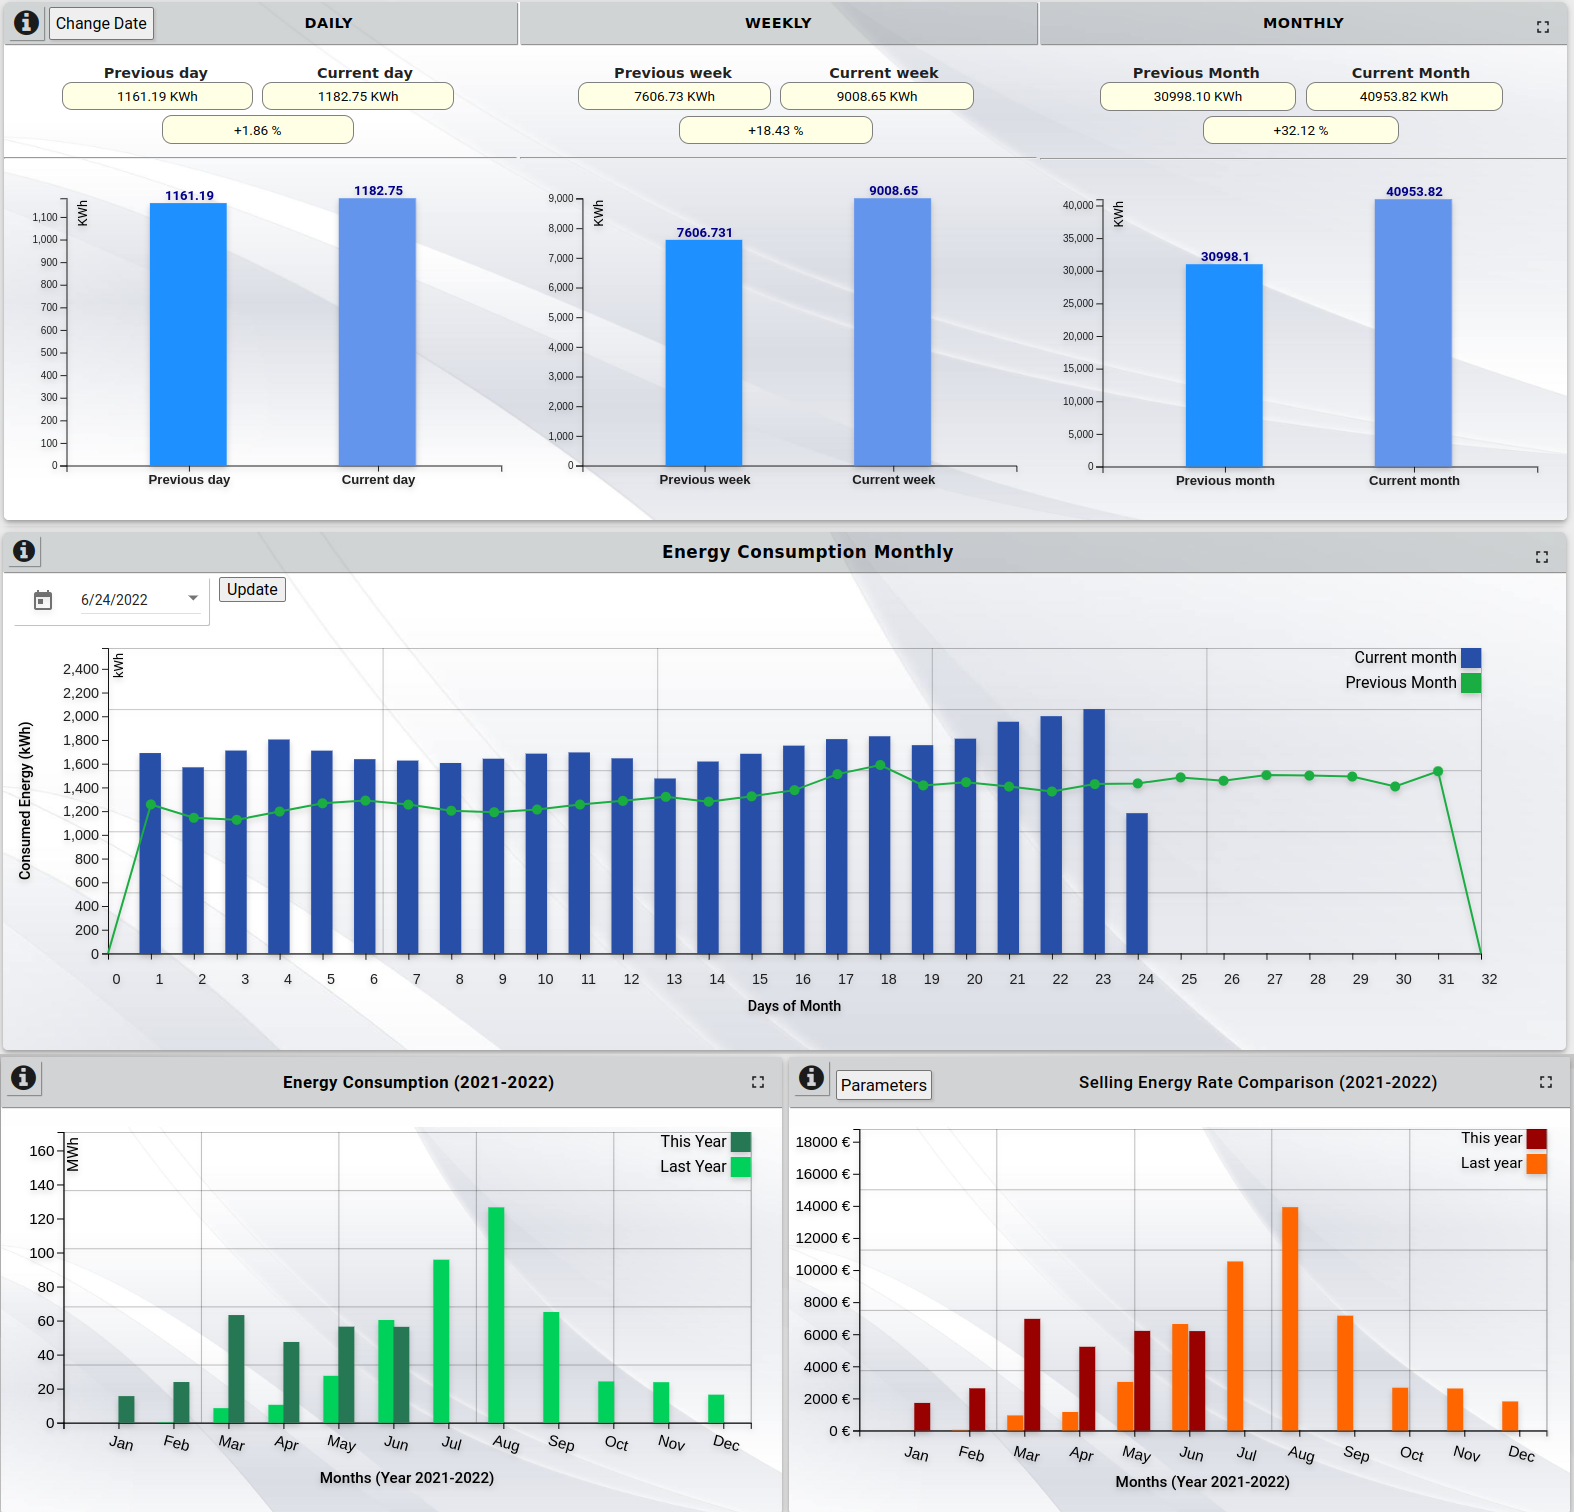 Change Date
DAILY
WEEKLY
MONTHLY
Previous day
Current day
1161.19 KWh
1182.75 KWh
+1.86 %
Previous week
Current week
7606.73 KWh
9008.65 KWh
+18.43 %
Previous Month
Current Month
30998.10 KWh
40953.82 KWh
+32.12 %
KWh
1161.19
1182.75
1,100
1,000
900
800
700
600
500
400
300
200
100
0
Previous day
Current day
KWh
7606.731
9008.65
9,000
8,000
7,000
6,000
5,000
4,000
3,000
2,000
1,000
0
Previous week
Current week
KWh
30998.1
40953.82
40,000
35,000
30,000
25,000
20,000
15,000
10,000
5,000
0
Previous month
Current month
Energy Consumption Monthly
6/24/2022
Update
kWh
Current month
Previous Month
Consumed Energy (kWh)
2,400
2,200
2,000
1,800
1,600
1,400
1,200
1,000
800
600
400
200
0
0 1 2 3 4 5 6 7 8 9 10 11 12 13 14 15 16 17 18 19 20 21 22 23 24 25 26 27 28 29 30 31 32
Days of Month
Energy Consumption (2021-2022)
MWh
This Year
Last Year
160
140
120
100
80
60
40
20
0
Jan Feb Mar Apr May Jun Jul Aug Sep Oct Nov Dec
Months (Year 2021-2022)
Parameters
Selling Energy Rate Comparison (2021-2022)
This year
Last year
18000 €
16000 €
14000 €
12000 €
10000 €
8000 €
6000 €
4000 €
2000 €
0 €
Jan Feb Mar Apr May Jun Jul Aug Sep Oct Nov Dec
Months (Year 2021-2022)